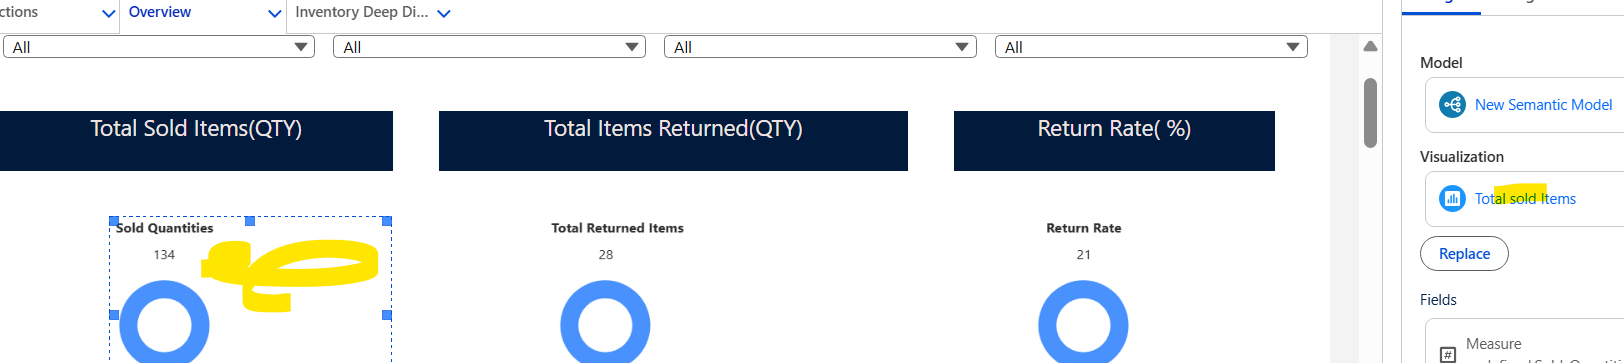 ctions Overview Inventory Deep Di...
All All All All
Model
New Semantic Model
Total Sold Items(QTY) Total Items Returned(QTY) Return Rate( %)
Visualization
Total sold Items
Sold Quantities Total Returned Items Return Rate
134 28 21
Replace
Fields
Measure
#